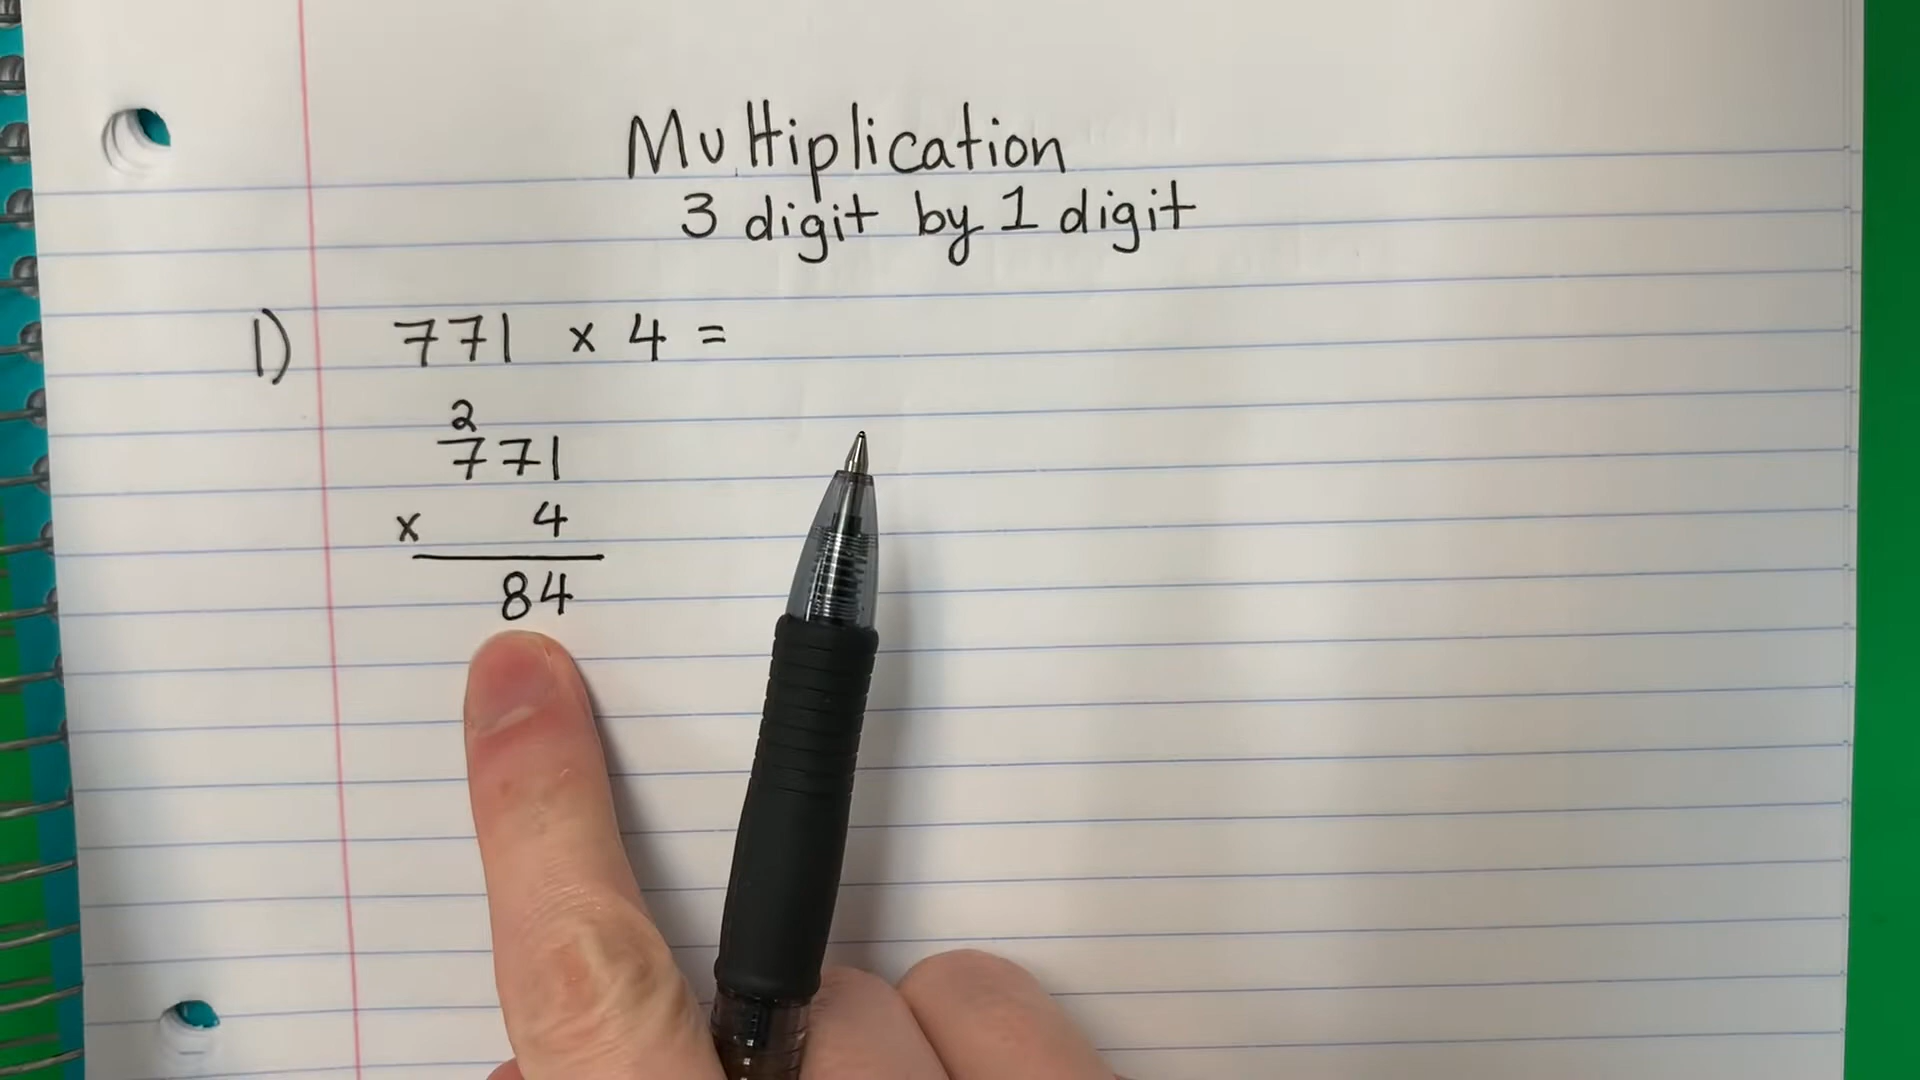 Multiplication
3 digit by 1 digit
1) 771 x 4 =
2
771
x 4
84